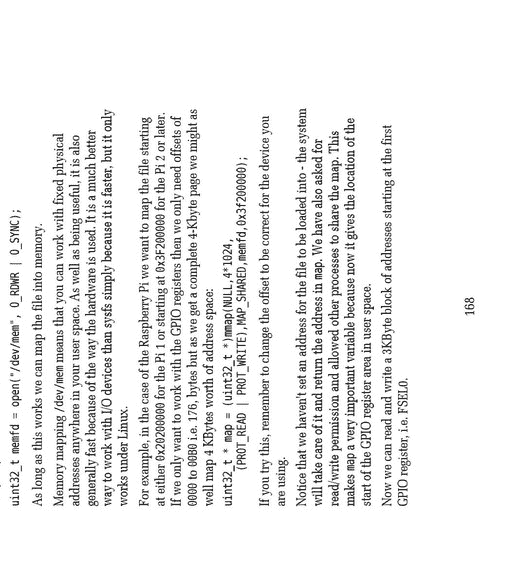 uint32_t memfd = open("/dev/mem", O_RDWR | O_SYNC);
As long as this works we can map the file into memory.
Memory mapping /dev/mem means that you can work with fixed physical
addresses anywhere in your user space. As well as being useful, it is also
generally fast because of the way the hardware is used. It is a much better
way to work with I/O devices than sysfs simply because it is faster, but it only
works under Linux.
For example, in the case of the Raspberry Pi we want to map the file starting
at either 0x20200000 for the Pi 1 or starting at 0x3F200000 for the Pi 2 or later.
If we only want to work with the GPIO registers then we only need offsets of
0000 to 00B0 i.e. 176, bytes but as we get a complete 4-Kbyte page we might as
well map 4 KBytes worth of address space:
uint32_t * map = (uint32_t *)mmap(NULL,4*1024,
(PROT_READ | PROT_WRITE),MAP_SHARED,memfd,0x3f200000);
If you try this, remember to change the offset to be correct for the device you
are using.
Notice that we haven't set an address for the file to be loaded into - the system
will take care of it and return the address in map. We have also asked for
read/write permission and allowed other processes to share the map. This
makes map a very important variable because now it gives the location of the
start of the GPIO register area in user space.
Now we can read and write a 3KByte block of addresses starting at the first
GPIO register, i.e. FSEL0.
168